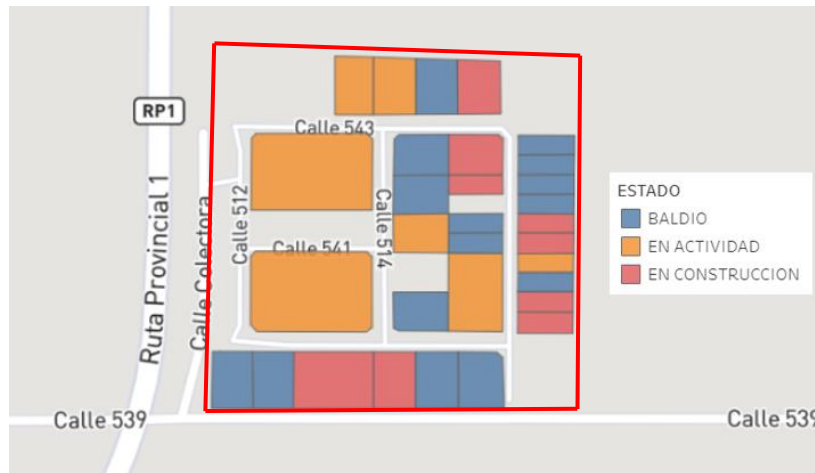 RP1
Calle 543
Ruta Provincial 1
Calle Colectora
Calle 512
Calle 514
Calle 541
Calle 539
Calle 539
ESTADO
BALDIO
EN ACTIVIDAD
EN CONSTRUCCION